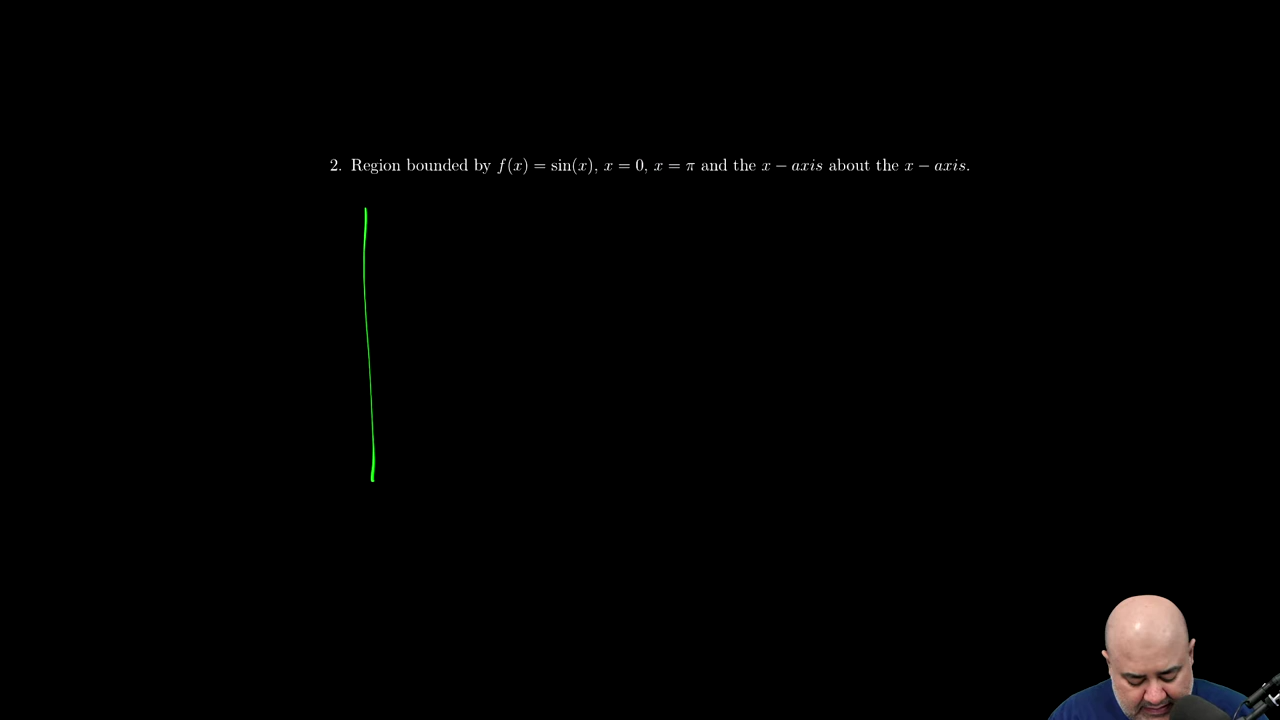 2. Region bounded by f(x) = sin(x), x = 0, x = π and the x − axis about the x − axis.